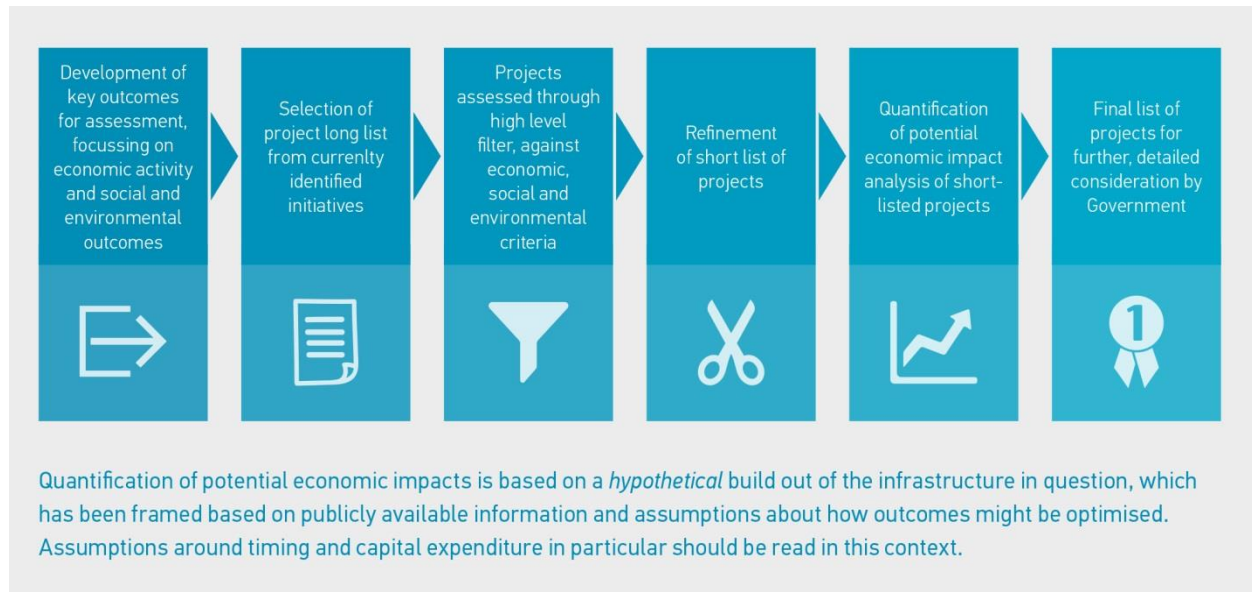 Development of
key outcomes
for assessment,
focussing on
economic activity
and social and
environmental
outcomes
Selection of
project long list
from currenlty
identified
initiatives
Projects
assessed through
high level
filter, against
economic,
social and
environmental
criteria
Refinement
of short list of
projects
Quantification
of potential
economic impact
analysis of short-
listed projects
Final list of
projects for
further, detailed
consideration by
Government
1
Quantification of potential economic impacts is based on a hypothetical build out of the infrastructure in question, which
has been framed based on publicly available information and assumptions about how outcomes might be optimised.
Assumptions around timing and capital expenditure in particular should be read in this context.